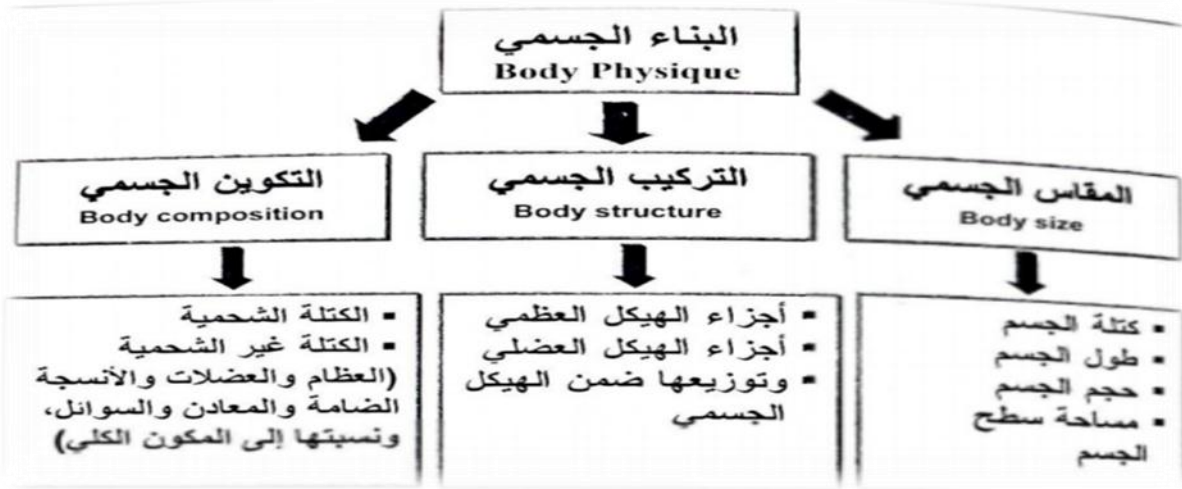 البناء الجسمي
Body Physique
المقاس الجسمي
Body size
التركيب الجسمي
Body structure
التكوين الجسمي
Body composition
▪ كتلة الجسم
▪ طول الجسم
▪ حجم الجسم
▪ مساحة سطح
الجسم
▪ أجزاء الهيكل العظمي
▪ أجزاء الهيكل العضلي
▪ وتوزيعها ضمن الهيكل
الجسمي
▪ الكتلة الشحمية
▪ الكتلة غير الشحمية
(العظام والعضلات والأنسجة
الضامة والمعادن والسوائل،
ونسبتها إلى المكون الكلي)